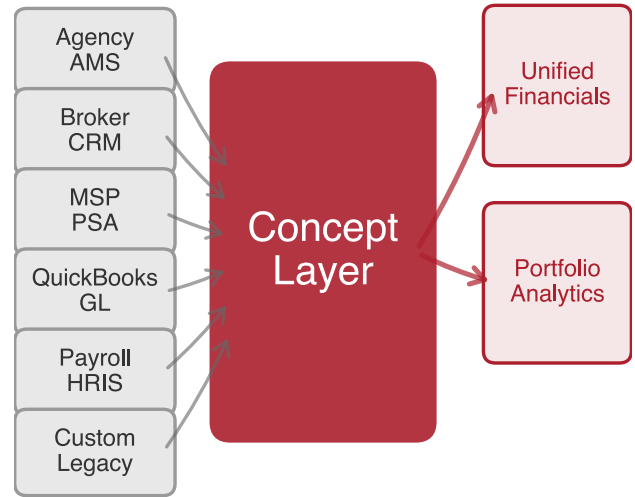 Agency
AMS
Broker
CRM
MSP
PSA
QuickBooks
GL
Payroll
HRIS
Custom
Legacy
Concept
Layer
Unified
Financials
Portfolio
Analytics